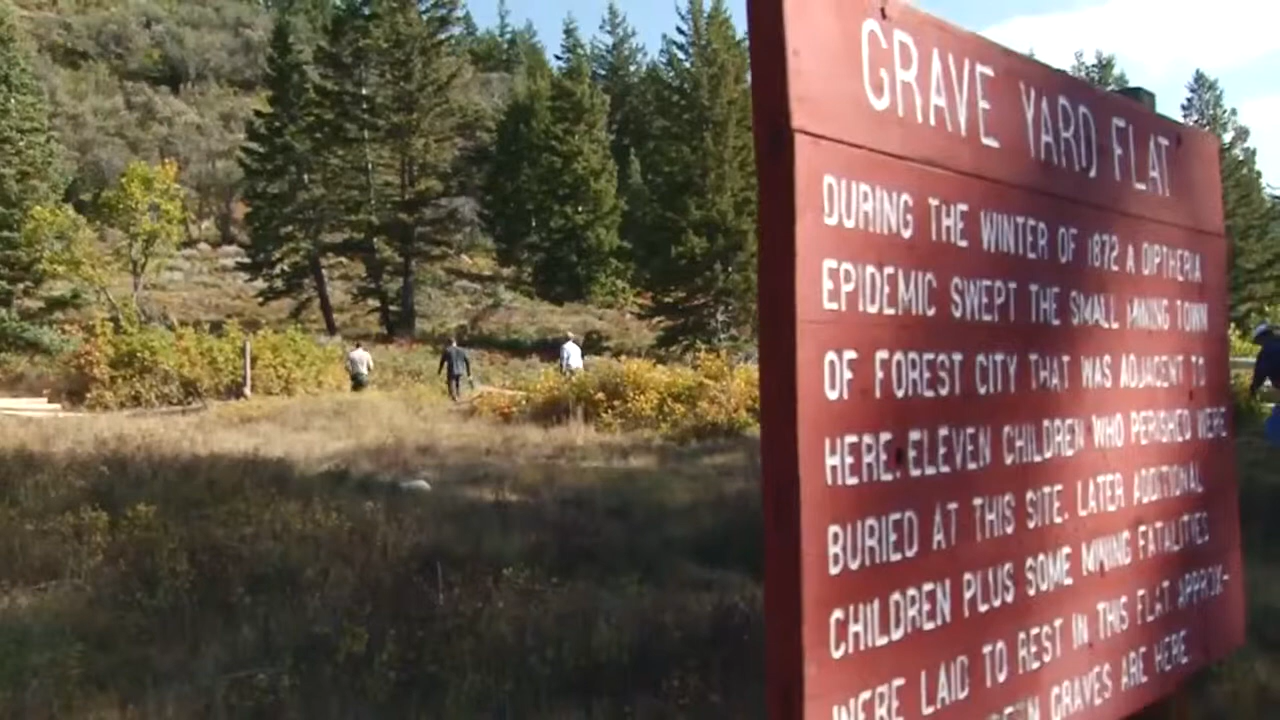 GRAVE YARD FLAT
DURING THE WINTER OF 1872 A DIPTHERIA
EPIDEMIC SWEPT THE SMALL MINING TOWN
OF FOREST CITY THAT WAS ADJACENT TO
HERE. ELEVEN CHILDREN WHO PERISHED WERE
BURIED AT THIS SITE. LATER ADDITIONAL
CHILDREN PLUS SOME MINING FATALITIES
WERE LAID TO REST IN THIS FLAT. APPROX-
GRAVES ARE HERE.